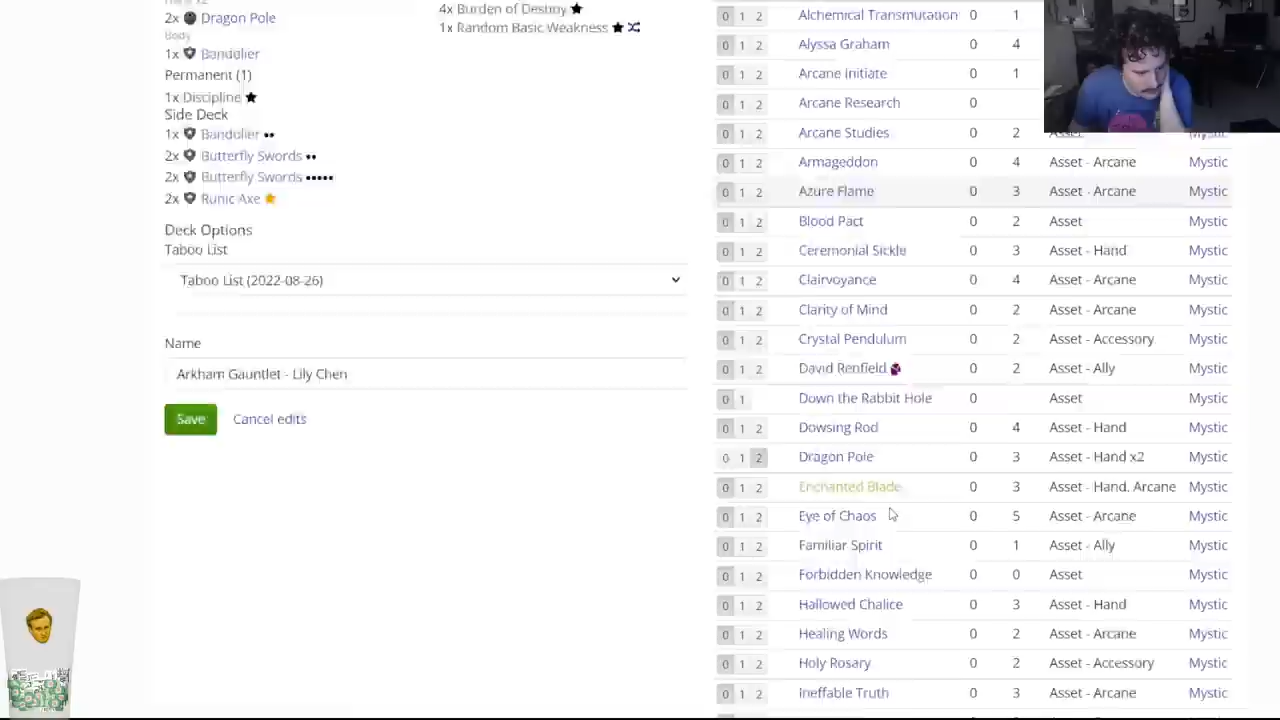 2x Dragon Pole
Body
1x Bandolier
Permanent (1)
1x Discipline
Side Deck
1x Bandolier
2x Butterfly Swords
2x Butterfly Swords
2x Runic Axe
Deck Options
Taboo List
Taboo List (2022-08-26)
Name
Arkham Gauntlet - Lily Chen
Save Cancel edits
4x Burden of Destiny
1x Random Basic Weakness
0 1 2 Alchemical Transmutation 0 1
0 1 2 Alyssa Graham 0 4
0 1 2 Arcane Initiate 0 1
0 1 2 Arcane Research 0
0 1 2 Arcane Studies 0 2 Asset Mystic
0 1 2 Armageddon 0 4 Asset - Arcane Mystic
0 1 2 Azure Flame 0 3 Asset - Arcane Mystic
0 1 2 Blood Pact 0 2 Asset Mystic
0 1 2 Ceremonial Sickle 0 3 Asset - Hand Mystic
0 1 2 Clairvoyance 0 4 Asset - Arcane Mystic
0 1 2 Clarity of Mind 0 2 Asset - Arcane Mystic
0 1 2 Crystal Pendulum 0 2 Asset - Accessory Mystic
0 1 2 David Renfield 0 2 Asset - Ally Mystic
0 1 Down the Rabbit Hole 0 Asset Mystic
0 1 2 Dowsing Rod 0 4 Asset - Hand Mystic
0 1 2 Dragon Pole 0 3 Asset - Hand x2 Mystic
0 1 2 Enchanted Blade 0 3 Asset - Hand. Arcane Mystic
0 1 2 Eye of Chaos 0 5 Asset - Arcane Mystic
0 1 2 Familiar Spirit 0 1 Asset - Ally Mystic
0 1 2 Forbidden Knowledge 0 0 Asset Mystic
0 1 2 Hallowed Chalice 0 3 Asset - Hand Mystic
0 1 2 Healing Words 0 2 Asset - Arcane Mystic
0 1 2 Holy Rosary 0 2 Asset - Accessory Mystic
0 1 2 Ineffable Truth 0 3 Asset - Arcane Mystic